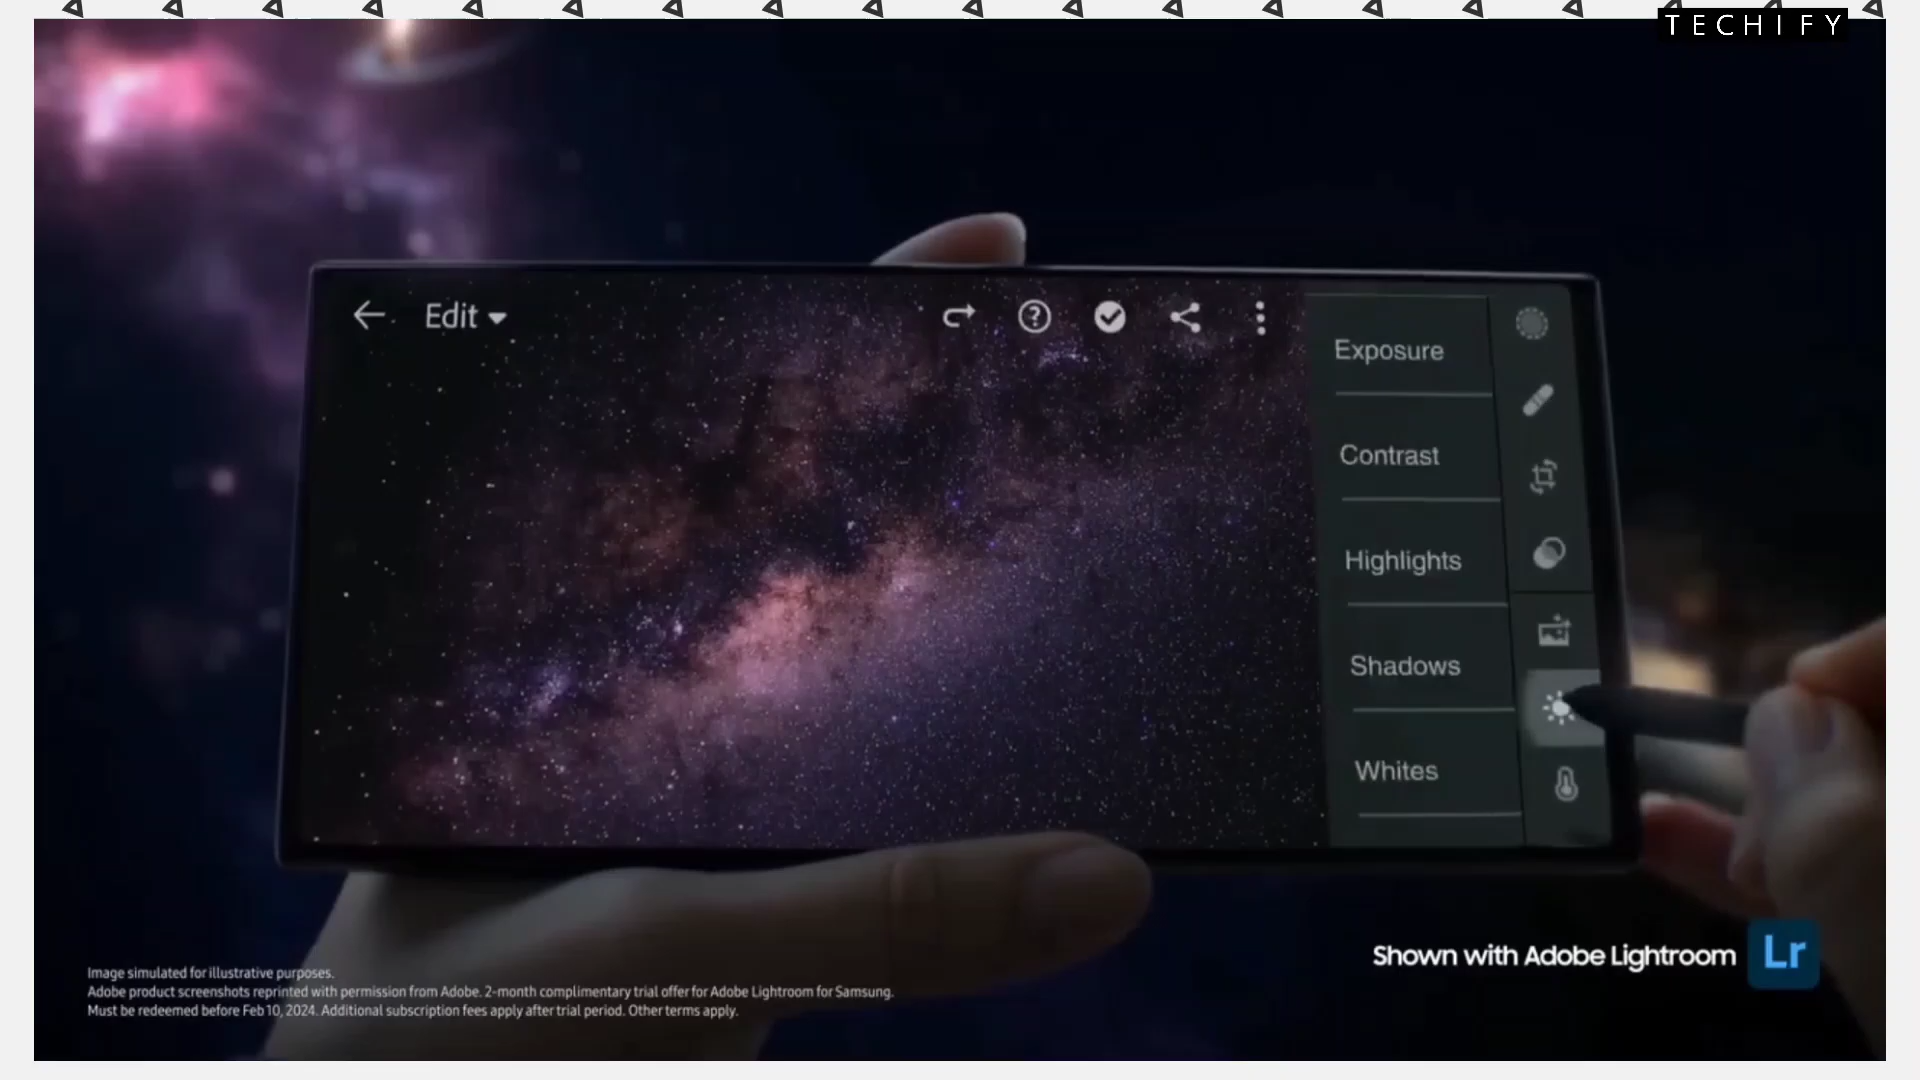 TECHIFY
Edit
Exposure
Contrast
Highlights
Shadows
Whites
Shown with Adobe Lightroom
Lr
Image simulated for illustrative purposes.
Adobe product screenshots reprinted with permission from Adobe. 2-month complimentary trial offer for Adobe Lightroom for Samsung.
Must be redeemed before Feb 10, 2024. Additional subscription fees apply after trial period. Other terms apply.